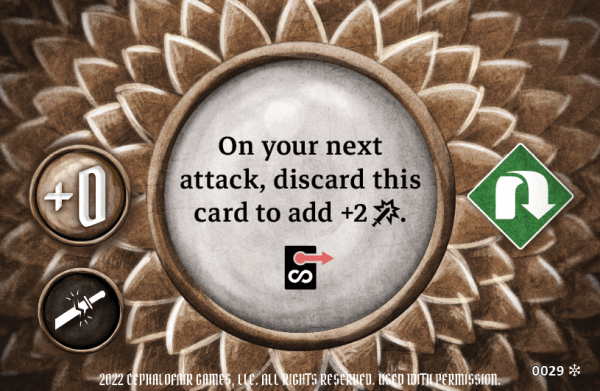 On your next
attack, discard this
card to add +2 .
+0
2022 CEPHALOFAIR GAMES, LLC. ALL RIGHTS RESERVED. USED WITH PERMISSION.
0029